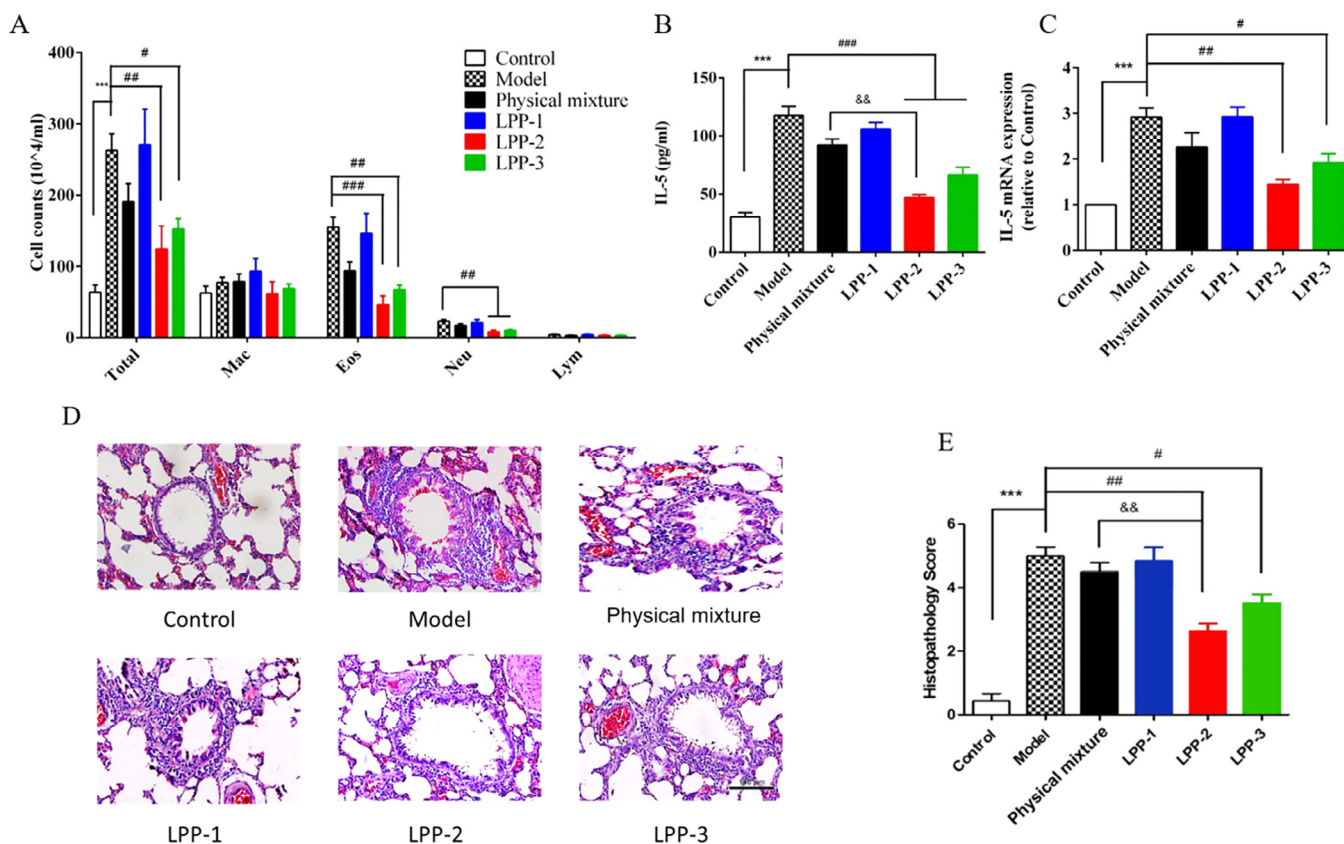 A
400
300
200
100
0
Cell counts (10^4/ml)
***
#
##
##
###
##
Control
Model
Physical mixture
LPP-1
LPP-2
LPP-3
Total
Mac
Eos
Neu
Lym
B
150
100
50
0
IL-5 (pg/ml)
***
###
&&
Control
Model
Physical mixture
LPP-1
LPP-2
LPP-3
C
4
3
2
1
0
IL-5 mRNA expression
(relative to Control)
***
##
#
Control
Model
Physical mixture
LPP-1
LPP-2
LPP-3
D
Control
Model
Physical mixture
LPP-1
LPP-2
LPP-3
E
6
4
2
0
Histopathology Score
***
#
##
&&
Control
Model
Physical mixture
LPP-1
LPP-2
LPP-3